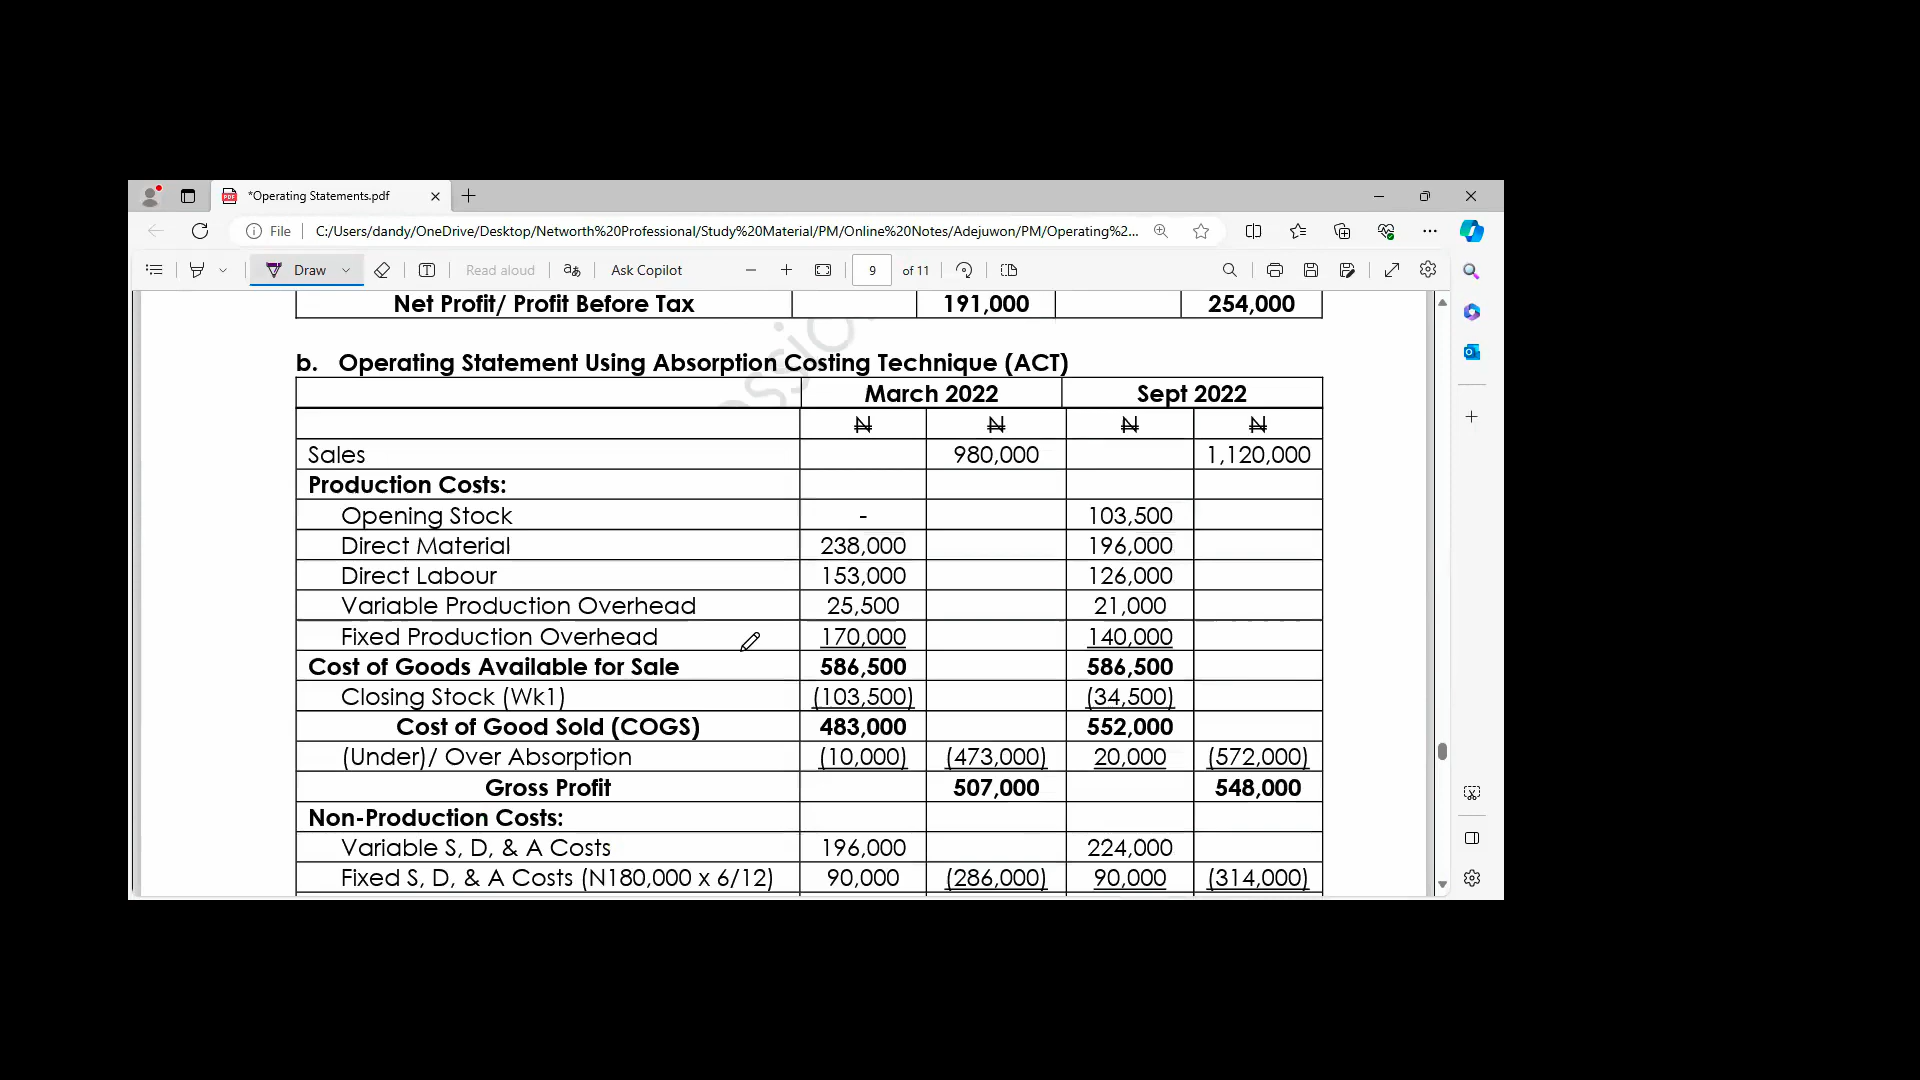 *Operating Statements.pdf
File C:/Users/dandy/OneDrive/Desktop/Networth%20Professional/Study%20Material/PM/Online%20Notes/Adejuwon/PM/Operating%2...
Draw Read aloud Ask Copilot 9 of 11
Net Profit/ Profit Before Tax 191,000 254,000
b. Operating Statement Using Absorption Costing Technique (ACT)
March 2022 Sept 2022
₦ ₦ ₦ ₦
Sales 980,000 1,120,000
Production Costs:
Opening Stock - 103,500
Direct Material 238,000 196,000
Direct Labour 153,000 126,000
Variable Production Overhead 25,500 21,000
Fixed Production Overhead 170,000 140,000
Cost of Goods Available for Sale 586,500 586,500
Closing Stock (Wk1) (103,500) (34,500)
Cost of Good Sold (COGS) 483,000 552,000
(Under)/ Over Absorption (10,000) (473,000) 20,000 (572,000)
Gross Profit 507,000 548,000
Non-Production Costs:
Variable S, D, & A Costs 196,000 224,000
Fixed S, D, & A Costs (N180,000 x 6/12) 90,000 (286,000) 90,000 (314,000)